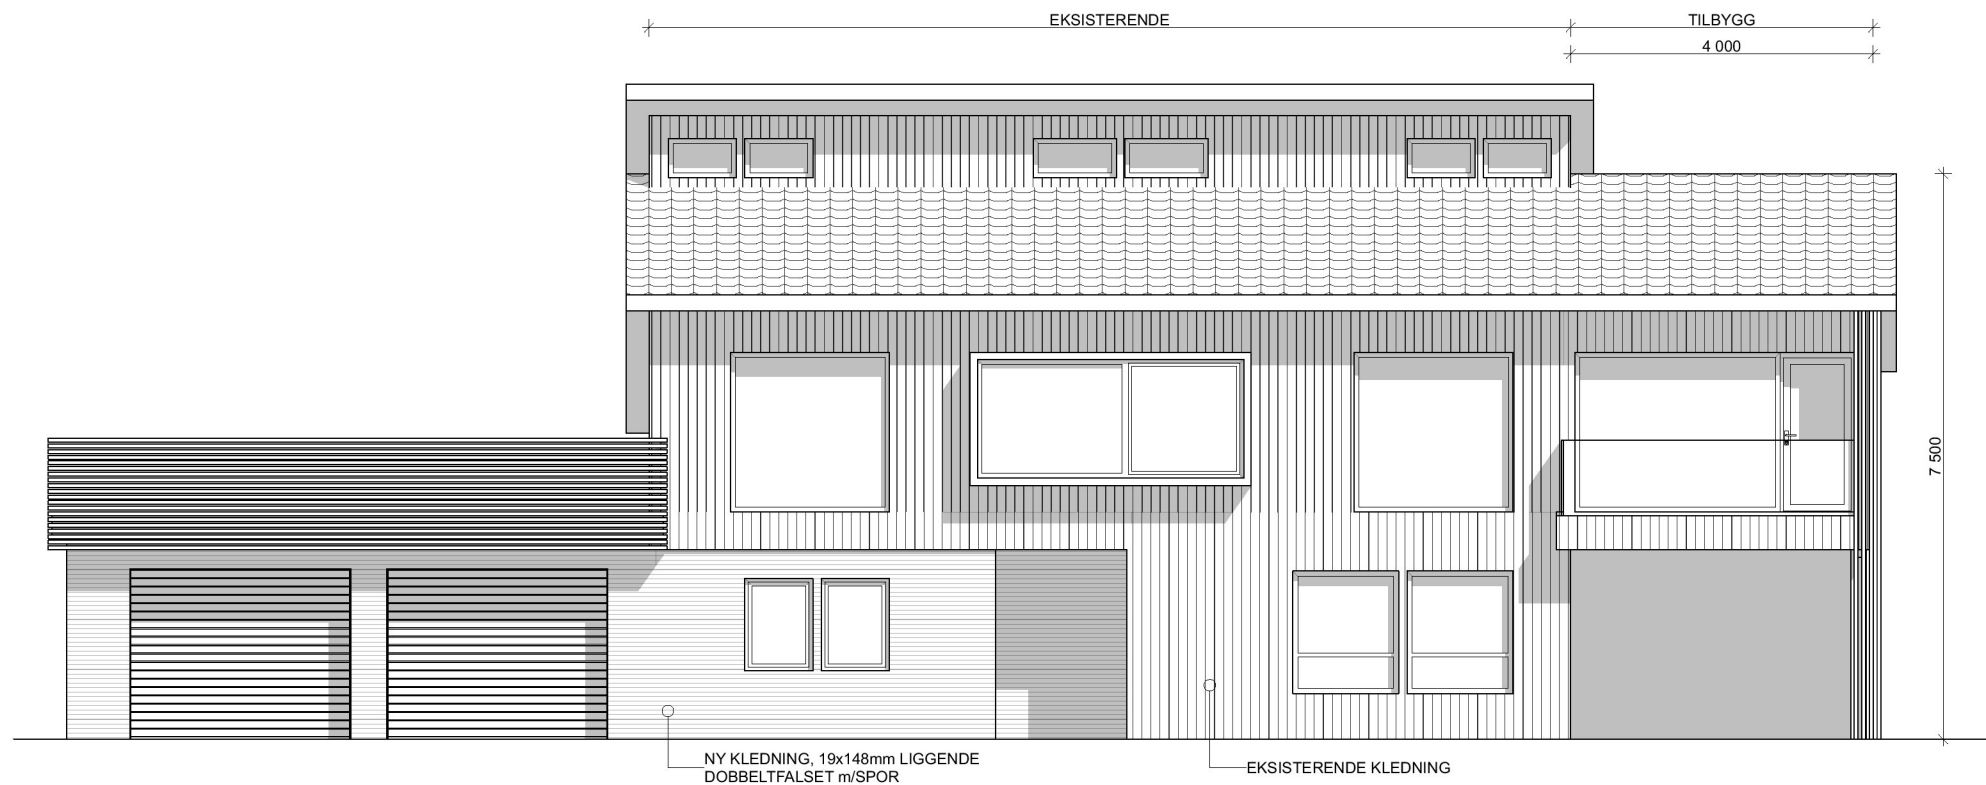 EKSISTERENDE
TILBYGG
4 000
7 500
NY KLEDNING, 19x148mm LIGGENDE
DOBBELTFALSET m/SPOR
EKSISTERENDE KLEDNING